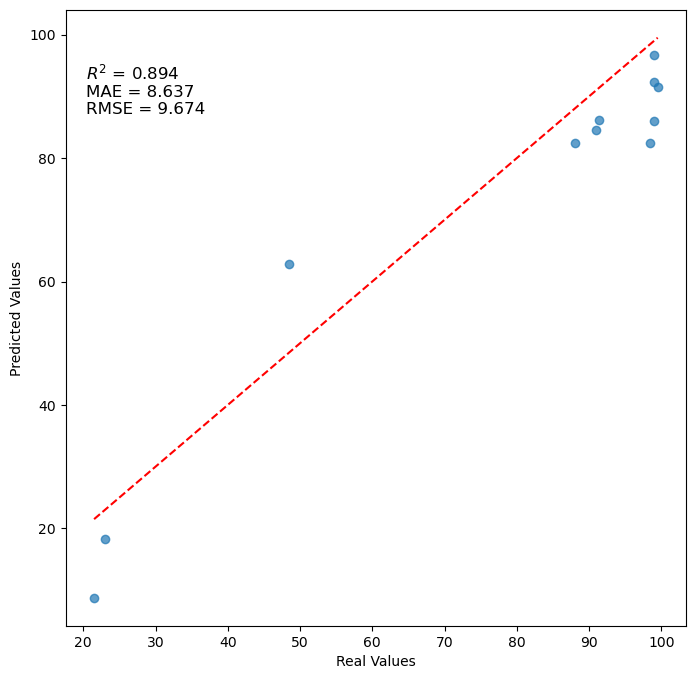 R² = 0.894
MAE = 8.637
RMSE = 9.674
100
80
60
40
20
Predicted Values
20 30 40 50 60 70 80 90 100
Real Values